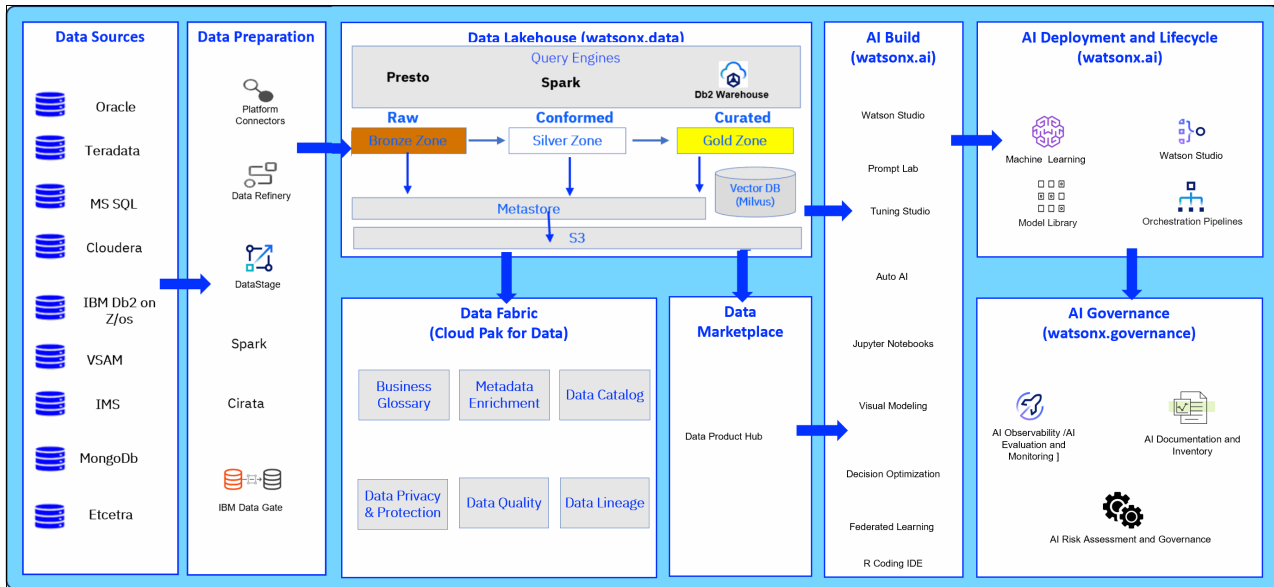 Data Sources
Oracle
Teradata
MS SQL
Cloudera
IBM Db2 on
Z/os
VSAM
IMS
MongoDb
Etcetra
Data Preparation
Platform
Connectors
Data Refinery
DataStage
Spark
Cirata
IBM Data Gate
Data Lakehouse (watsonx.data)
Query Engines
Presto
Spark
Db2 Warehouse
Raw
Conformed
Curated
Bronze Zone
Silver Zone
Gold Zone
Vector DB
(Milvus)
Metastore
S3
Data Fabric
(Cloud Pak for Data)
Business
Glossary
Metadata
Enrichment
Data Catalog
Data Privacy
& Protection
Data Quality
Data Lineage
Data
Marketplace
Data Product Hub
AI Build
(watsonx.ai)
Watson Studio
Prompt Lab
Tuning Studio
Auto AI
Jupyter Notebooks
Visual Modeling
Decision Optimization
Federated Learning
R Coding IDE
AI Deployment and Lifecycle
(watsonx.ai)
Machine Learning
Watson Studio
Model Library
Orchestration Pipelines
AI Governance
(watsonx.governance)
AI Observability /AI
Evaluation and
Monitoring ]
AI Documentation and
Inventory
AI Risk Assessment and Governance